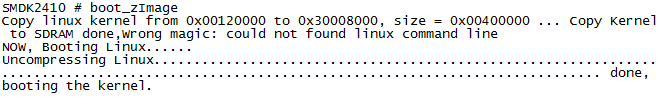 SMDK2410 # boot_zImage
Copy linux kernel from 0x00120000 to 0x30008000, size = 0x00400000 ... Copy Kernel
 to SDRAM done,Wrong magic: could not found linux command line
NOW, Booting Linux......
Uncompressing Linux...............................................................
........................................................................... done,
booting the kernel.